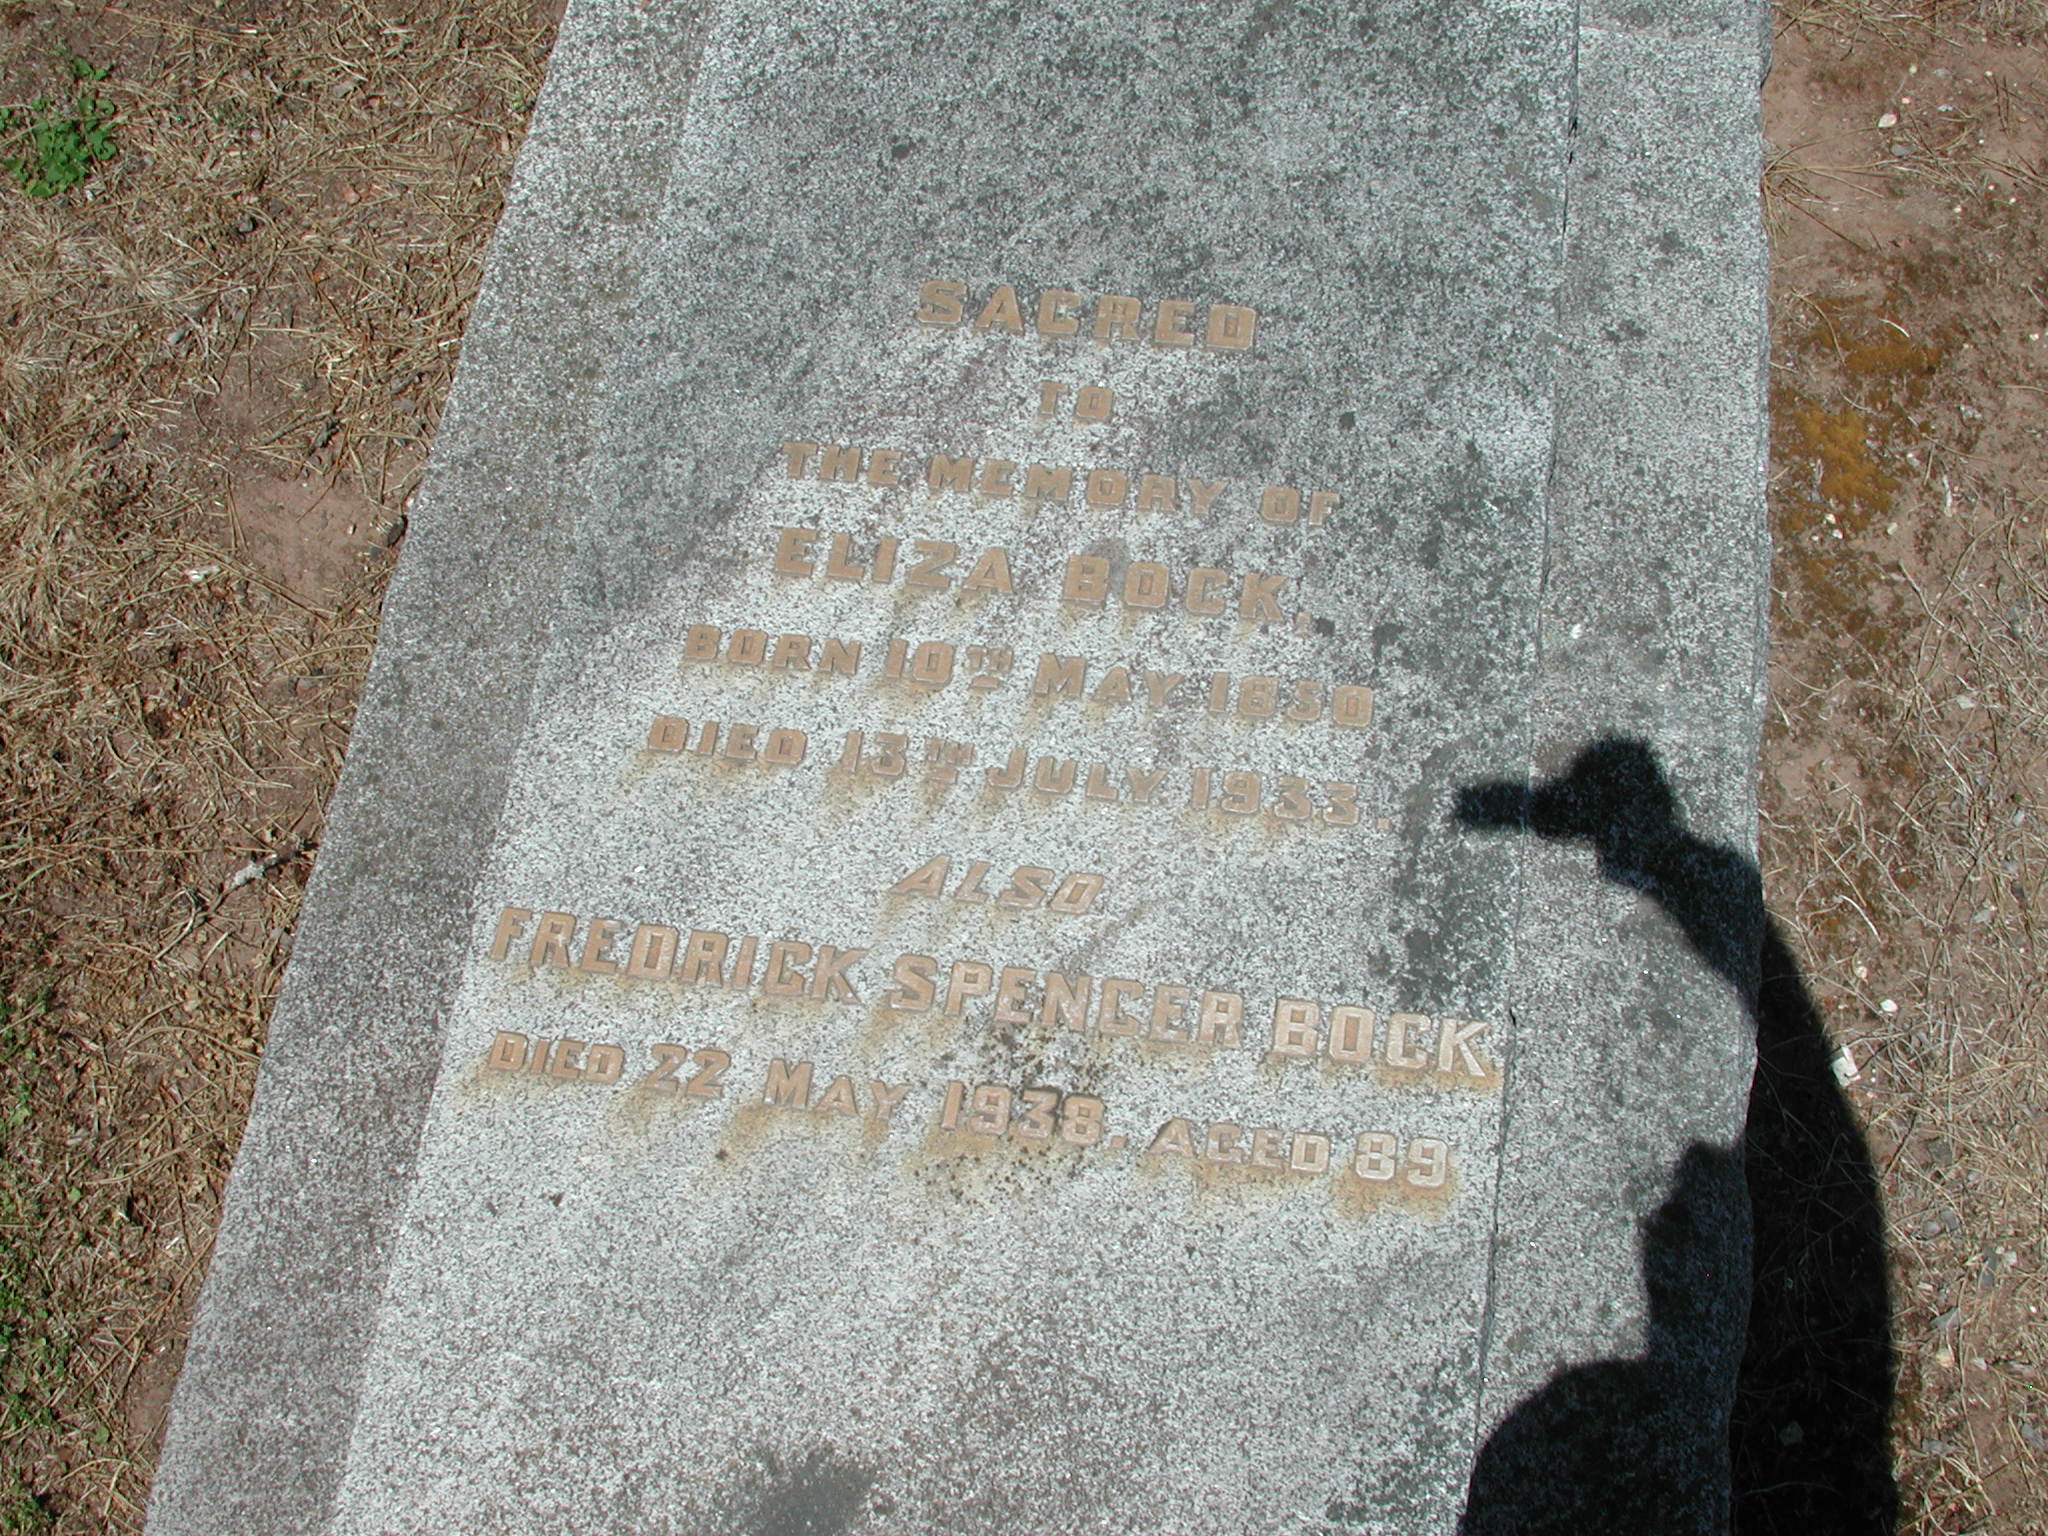 SACRED
TO
THE MEMORY OF
ELIZA BOCK.
BORN 10TH MAY 1850
DIED 13TH JULY 1933.
ALSO
FREDRICK SPENCER BOCK
DIED 22 MAY 1938, AGED 89